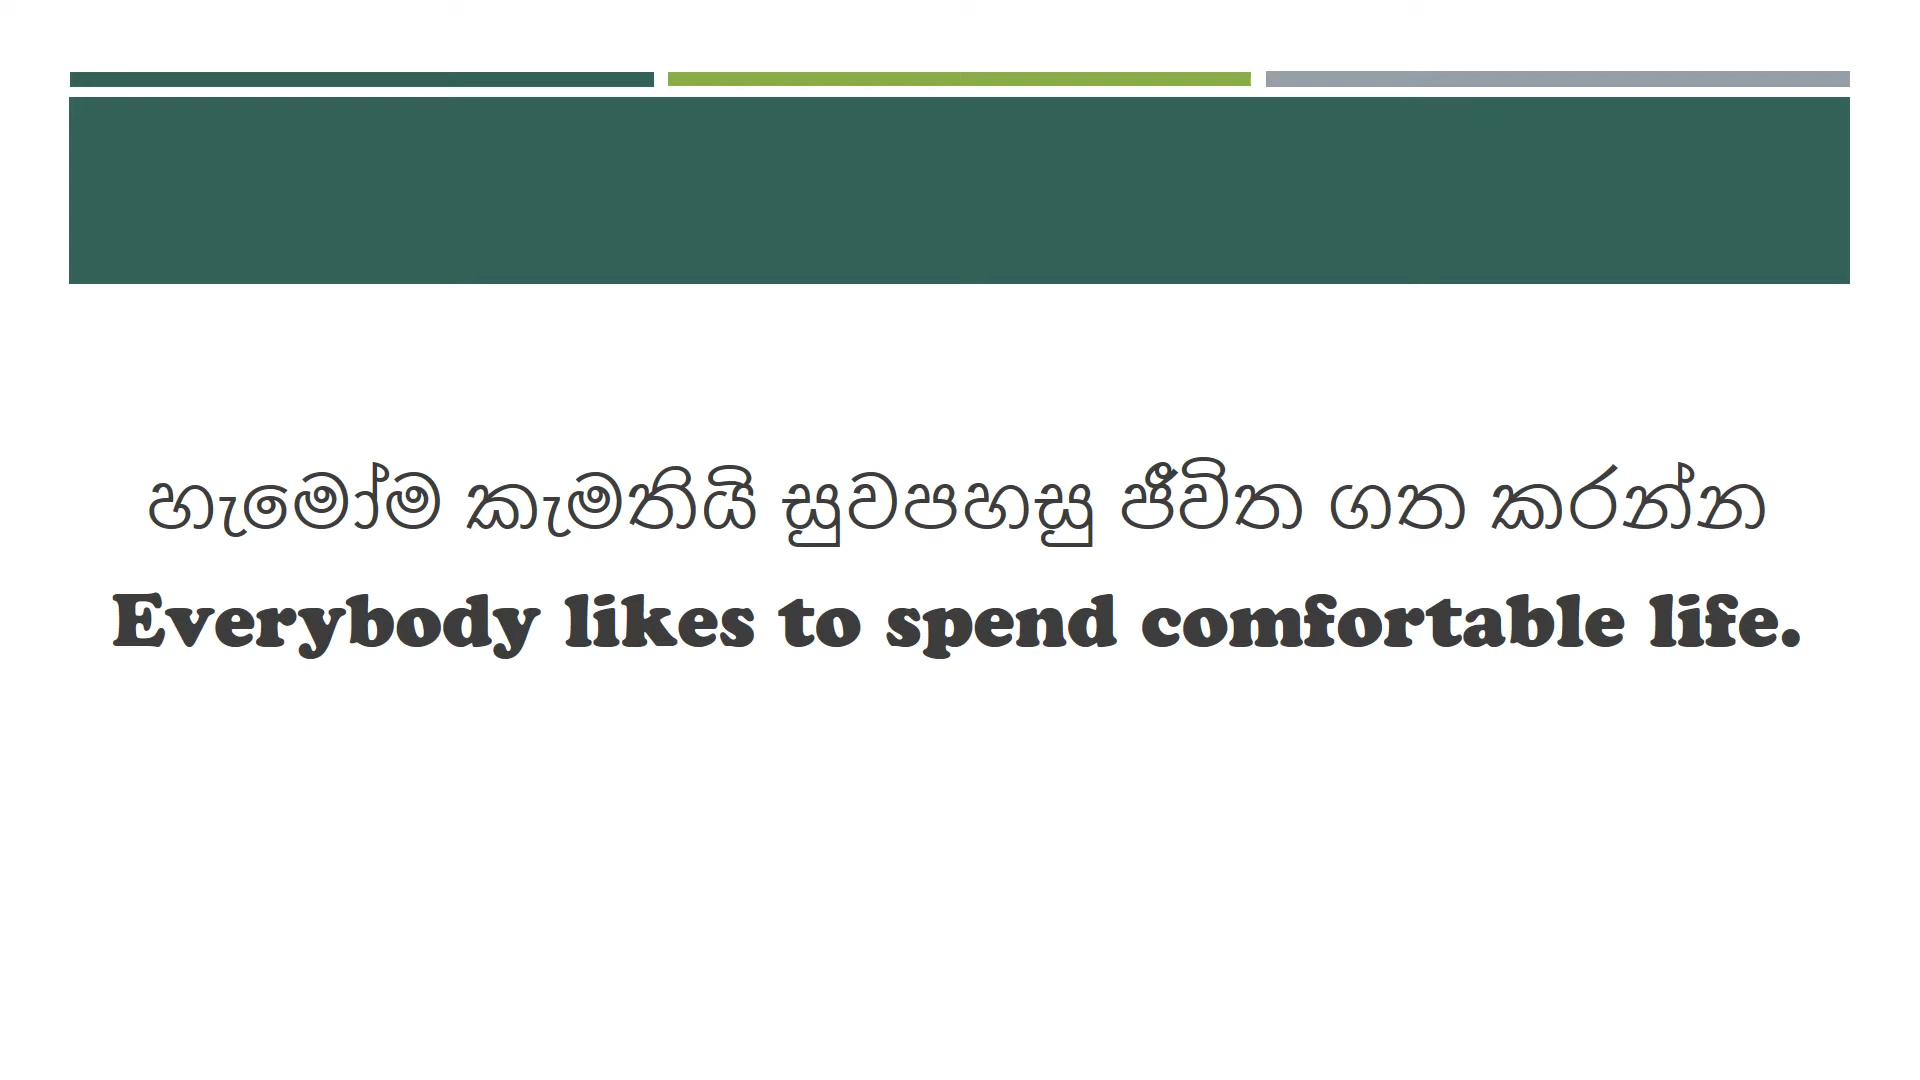 හැමෝම කැමතියි සුවපහසු ජීවිත ගත කරන්න
Everybody likes to spend comfortable life.